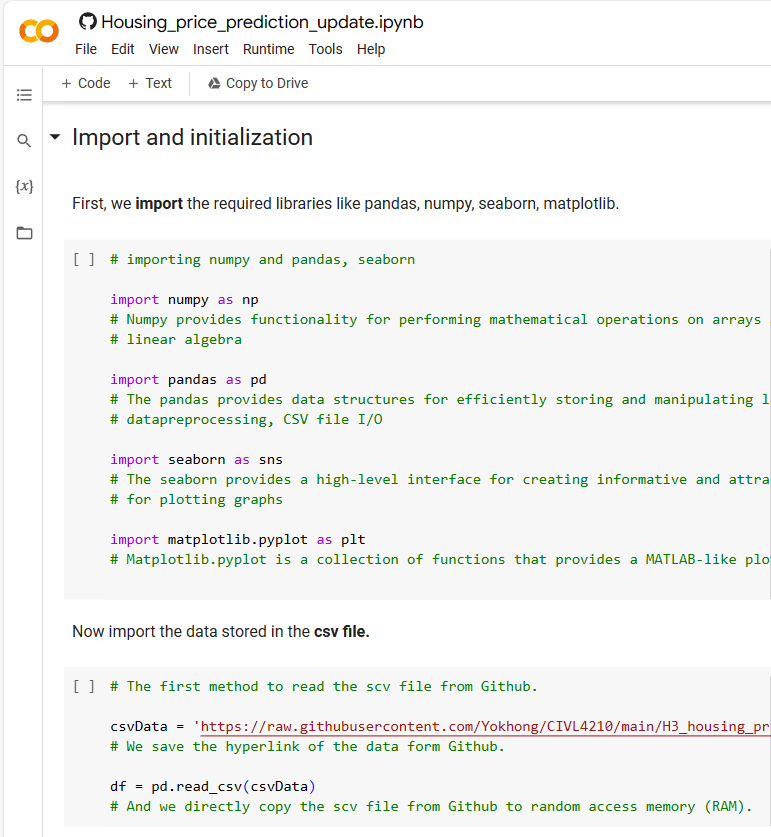 Housing_price_prediction_update.ipynb
File Edit View Insert Runtime Tools Help
+ Code + Text Copy to Drive
Import and initialization
{x}
First, we import the required libraries like pandas, numpy, seaborn, matplotlib.
[ ] # importing numpy and pandas, seaborn
import numpy as np
# Numpy provides functionality for performing mathematical operations on arrays
# linear algebra
import pandas as pd
# The pandas provides data structures for efficiently storing and manipulating l
# datapreprocessing, CSV file I/O
import seaborn as sns
# The seaborn provides a high-level interface for creating informative and attra
# for plotting graphs
import matplotlib.pyplot as plt
# Matplotlib.pyplot is a collection of functions that provides a MATLAB-like plo
Now import the data stored in the csv file.
[ ] # The first method to read the scv file from Github.
csvData = 'https://raw.githubusercontent.com/Yokhong/CIVL4210/main/H3_housing_pr
# We save the hyperlink of the data form Github.
df = pd.read_csv(csvData)
# And we directly copy the scv file from Github to random access memory (RAM).